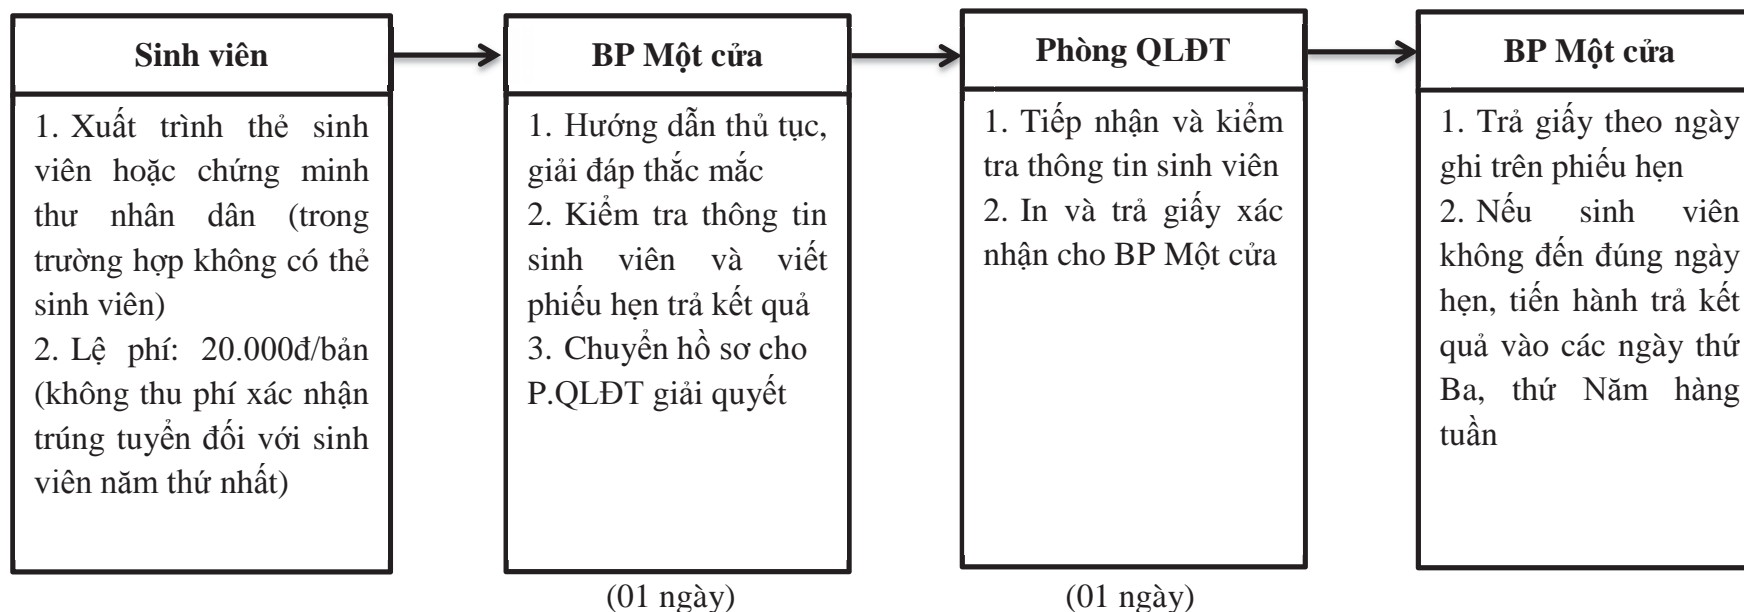 Sinh viên
1. Xuất trình thẻ sinh
viên hoặc chứng minh
thư nhân dân (trong
trường hợp không có thẻ
sinh viên)
2. Lệ phí: 20.000đ/bản
(không thu phí xác nhận
trúng tuyển đối với sinh
viên năm thứ nhất)
BP Một cửa
1. Hướng dẫn thủ tục,
giải đáp thắc mắc
2. Kiểm tra thông tin
sinh viên và viết
phiếu hẹn trả kết quả
3. Chuyển hồ sơ cho
P.QLĐT giải quyết
(01 ngày)
Phòng QLĐT
1. Tiếp nhận và kiểm
tra thông tin sinh viên
2. In và trả giấy xác
nhận cho BP Một cửa
(01 ngày)
BP Một cửa
1. Trả giấy theo ngày
ghi trên phiếu hẹn
2. Nếu sinh viên
không đến đúng ngày
hẹn, tiến hành trả kết
quả vào các ngày thứ
Ba, thứ Năm hàng
tuần